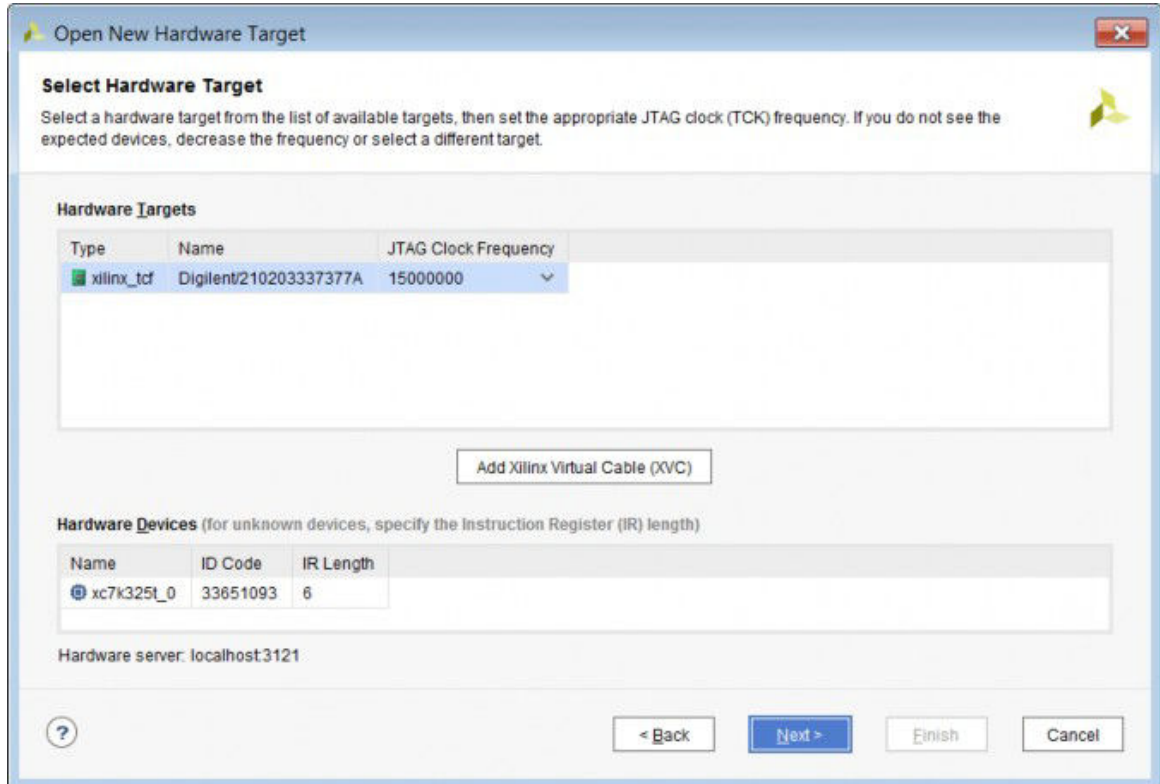 Open New Hardware Target
Select Hardware Target
Select a hardware target from the list of available targets, then set the appropriate JTAG clock (TCK) frequency. If you do not see the
expected devices, decrease the frequency or select a different target.
Hardware Targets
Type Name JTAG Clock Frequency
xilinx_tcf Digilent/210203337377A 15000000
Add Xilinx Virtual Cable (XVC)
Hardware Devices (for unknown devices, specify the Instruction Register (IR) length)
Name ID Code IR Length
xc7k325t_0 33651093 6
Hardware server: localhost:3121
? < Back Next > Finish Cancel